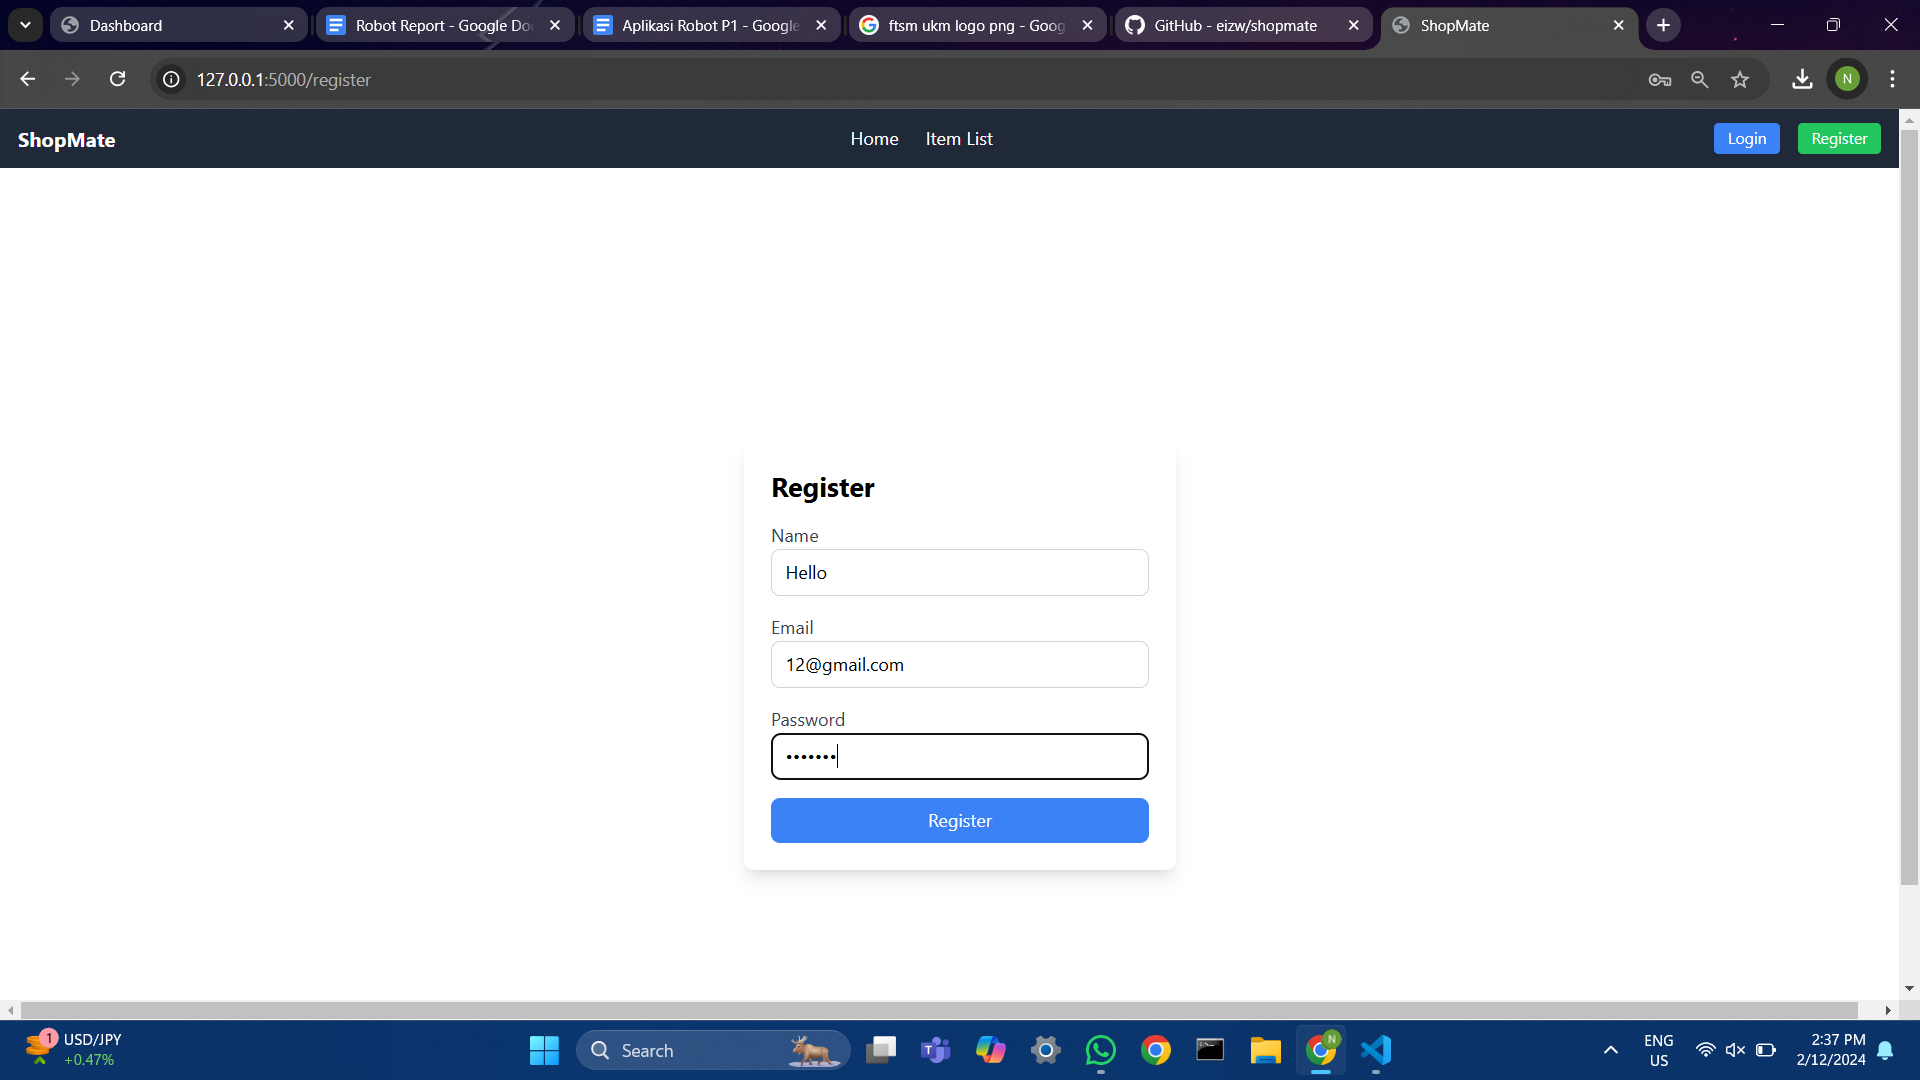 Dashboard
Robot Report - Google Do
Aplikasi Robot P1 - Google
ftsm ukm logo png - Goog
GitHub - eizw/shopmate
ShopMate
127.0.0.1:5000/register
N
ShopMate
Home
Item List
Login
Register
Register
Name
Hello
Email
12@gmail.com
Password
•••••••
Register
1
USD/JPY
+0.47%
Search
T
N
ENG
US
2:37 PM
2/12/2024